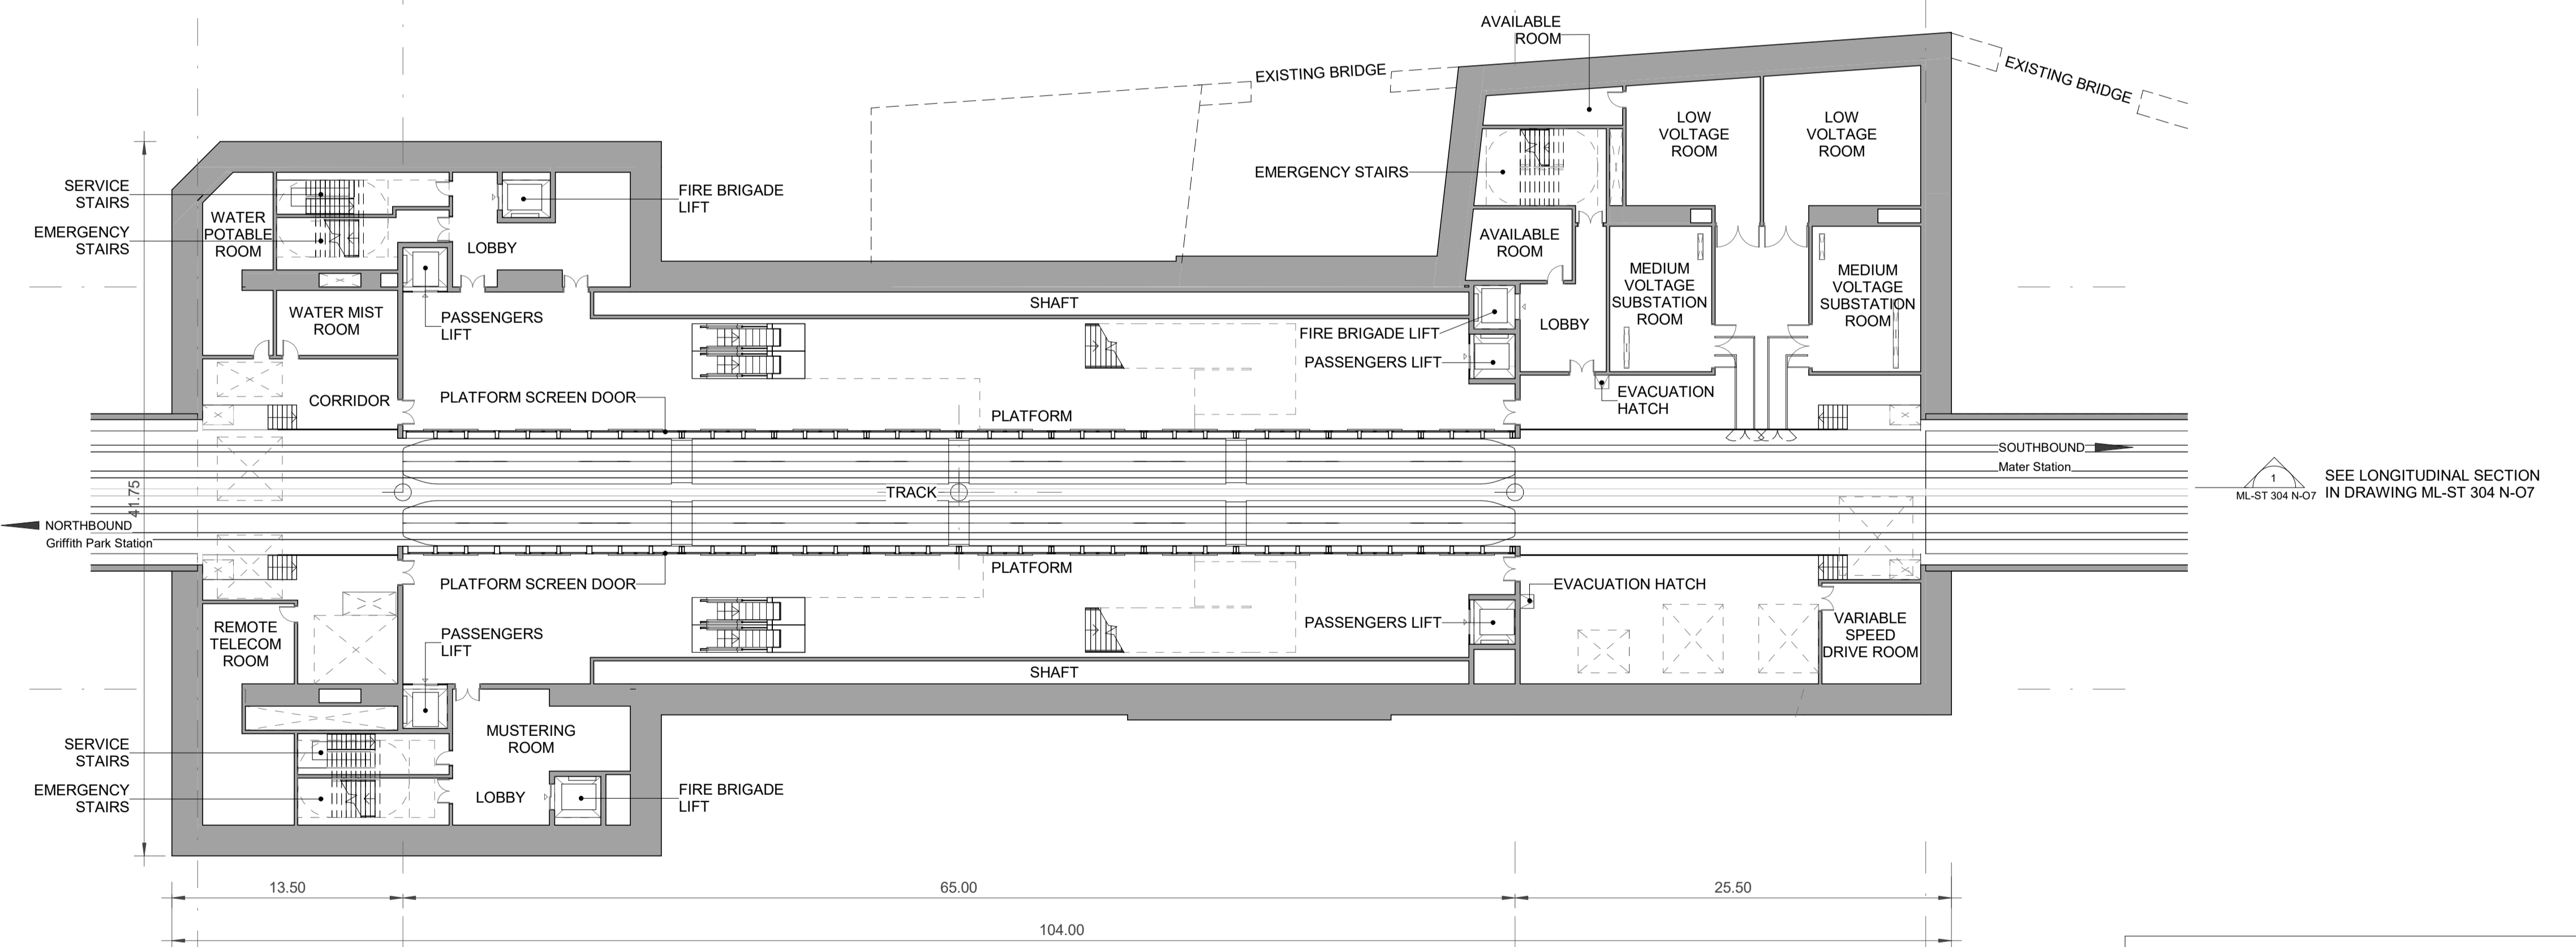 AVAILABLE
ROOM
EXISTING BRIDGE
EXISTING BRIDGE
LOW
VOLTAGE
ROOM
LOW
VOLTAGE
ROOM
EMERGENCY STAIRS
SERVICE
STAIRS
FIRE BRIGADE
LIFT
WATER
POTABLE
ROOM
EMERGENCY
STAIRS
LOBBY
AVAILABLE
ROOM
MEDIUM
VOLTAGE
SUBSTATION
ROOM
MEDIUM
VOLTAGE
SUBSTATION
ROOM
SHAFT
WATER MIST
ROOM
PASSENGERS
LIFT
FIRE BRIGADE LIFT
LOBBY
PASSENGERS LIFT
CORRIDOR
PLATFORM SCREEN DOOR
PLATFORM
EVACUATION
HATCH
SOUTHBOUND
Mater Station
1
ML-ST 304 N-O7
SEE LONGITUDINAL SECTION
IN DRAWING ML-ST 304 N-O7
41.75
TRACK
NORTHBOUND
Griffith Park Station
PLATFORM SCREEN DOOR
PLATFORM
EVACUATION HATCH
REMOTE
TELECOM
ROOM
PASSENGERS
LIFT
PASSENGERS LIFT
VARIABLE
SPEED
DRIVE ROOM
SHAFT
MUSTERING
ROOM
SERVICE
STAIRS
EMERGENCY
STAIRS
LOBBY
FIRE BRIGADE
LIFT
13.50
65.00
25.50
104.00